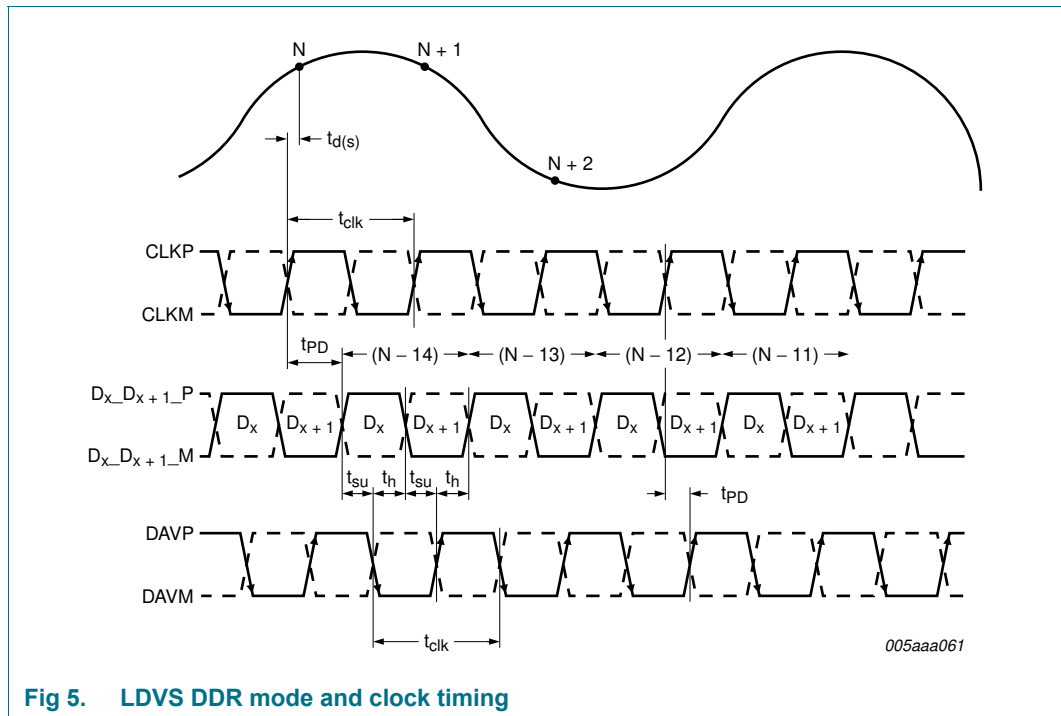 N
N + 1
t_d(s)
N + 2
t_clk
CLKP
CLKM
t_PD
(N − 14)
(N − 13)
(N − 12)
(N − 11)
D_x_D_x + 1_P
D_x
D_x + 1
D_x
D_x + 1
D_x
D_x + 1
D_x
D_x + 1
D_x
D_x + 1
D_x_D_x + 1_M
t_su
t_h
t_su
t_h
t_PD
DAVP
DAVM
t_clk
005aaa061
Fig 5. LDVS DDR mode and clock timing